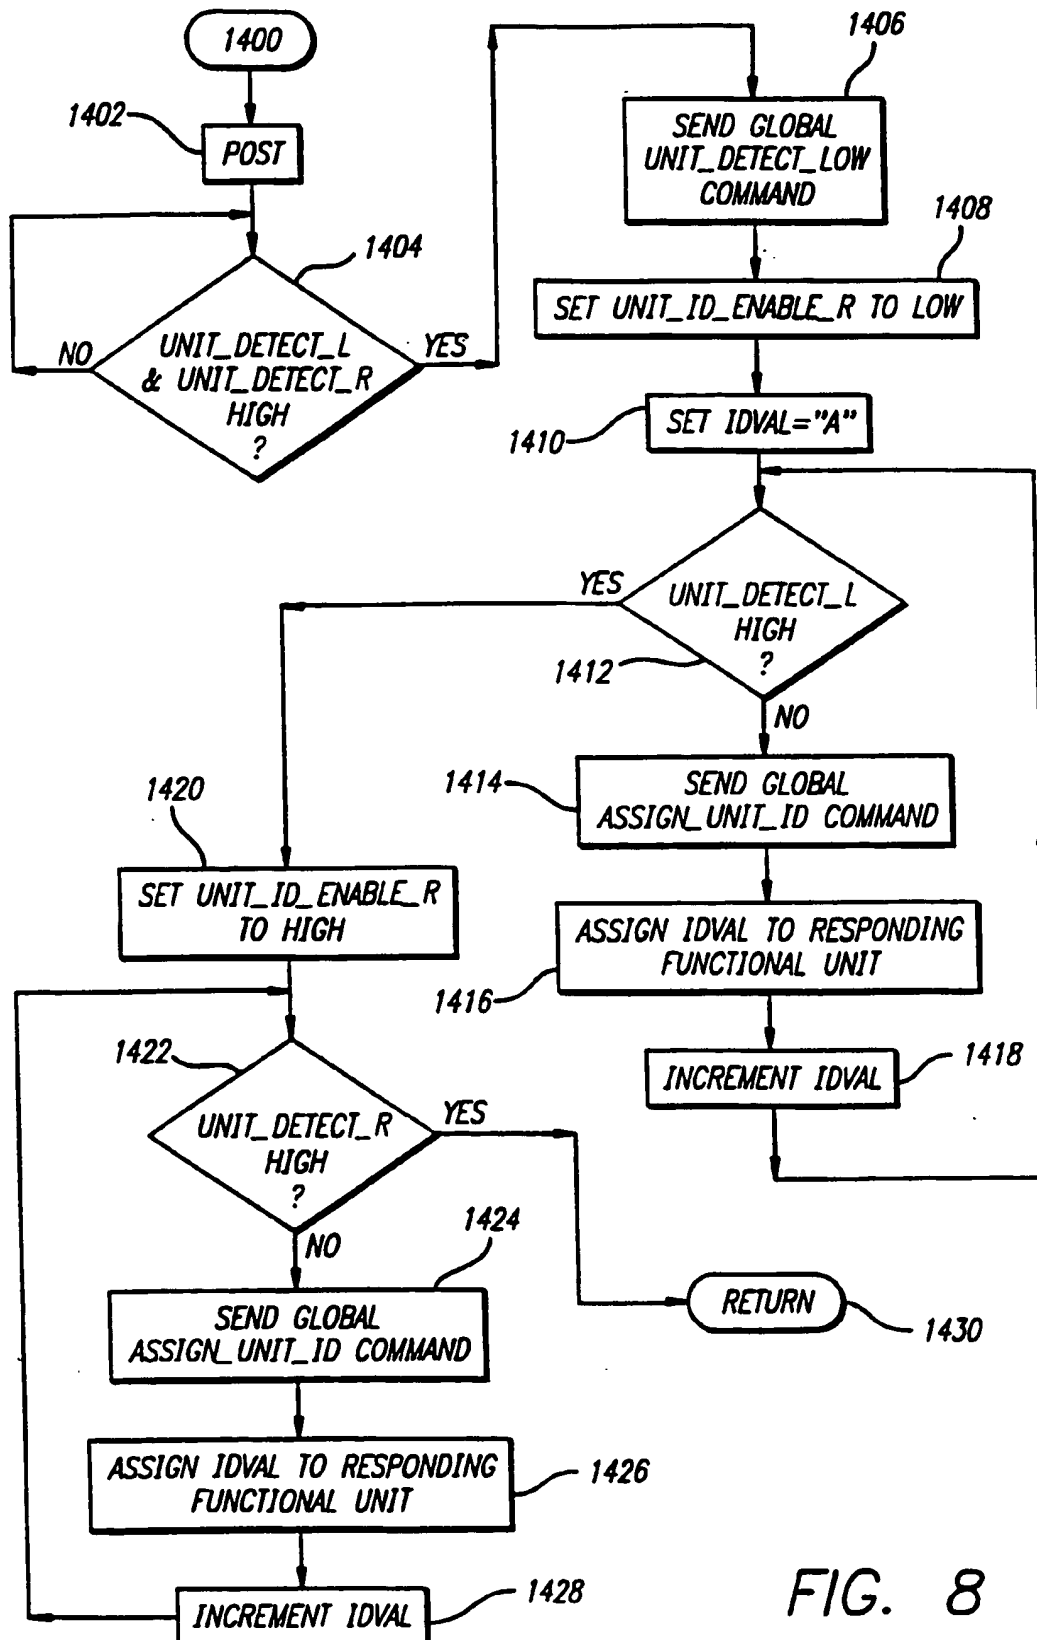 1400
1402
POST
1404
UNIT_DETECT_L
& UNIT_DETECT_R
HIGH
?
NO
YES
1406
SEND GLOBAL
UNIT_DETECT_LOW
COMMAND
1408
SET UNIT_ID_ENABLE_R TO LOW
1410
SET IDVAL="A"
YES
UNIT_DETECT_L
HIGH
?
1412
NO
1414
SEND GLOBAL
ASSIGN_UNIT_ID COMMAND
ASSIGN IDVAL TO RESPONDING
FUNCTIONAL UNIT
1416
INCREMENT IDVAL
1418
1420
SET UNIT_ID_ENABLE_R
TO HIGH
1422
UNIT_DETECT_R
HIGH
?
YES
NO
1424
SEND GLOBAL
ASSIGN_UNIT_ID COMMAND
RETURN
1430
ASSIGN IDVAL TO RESPONDING
FUNCTIONAL UNIT
1426
INCREMENT IDVAL
1428
FIG. 8